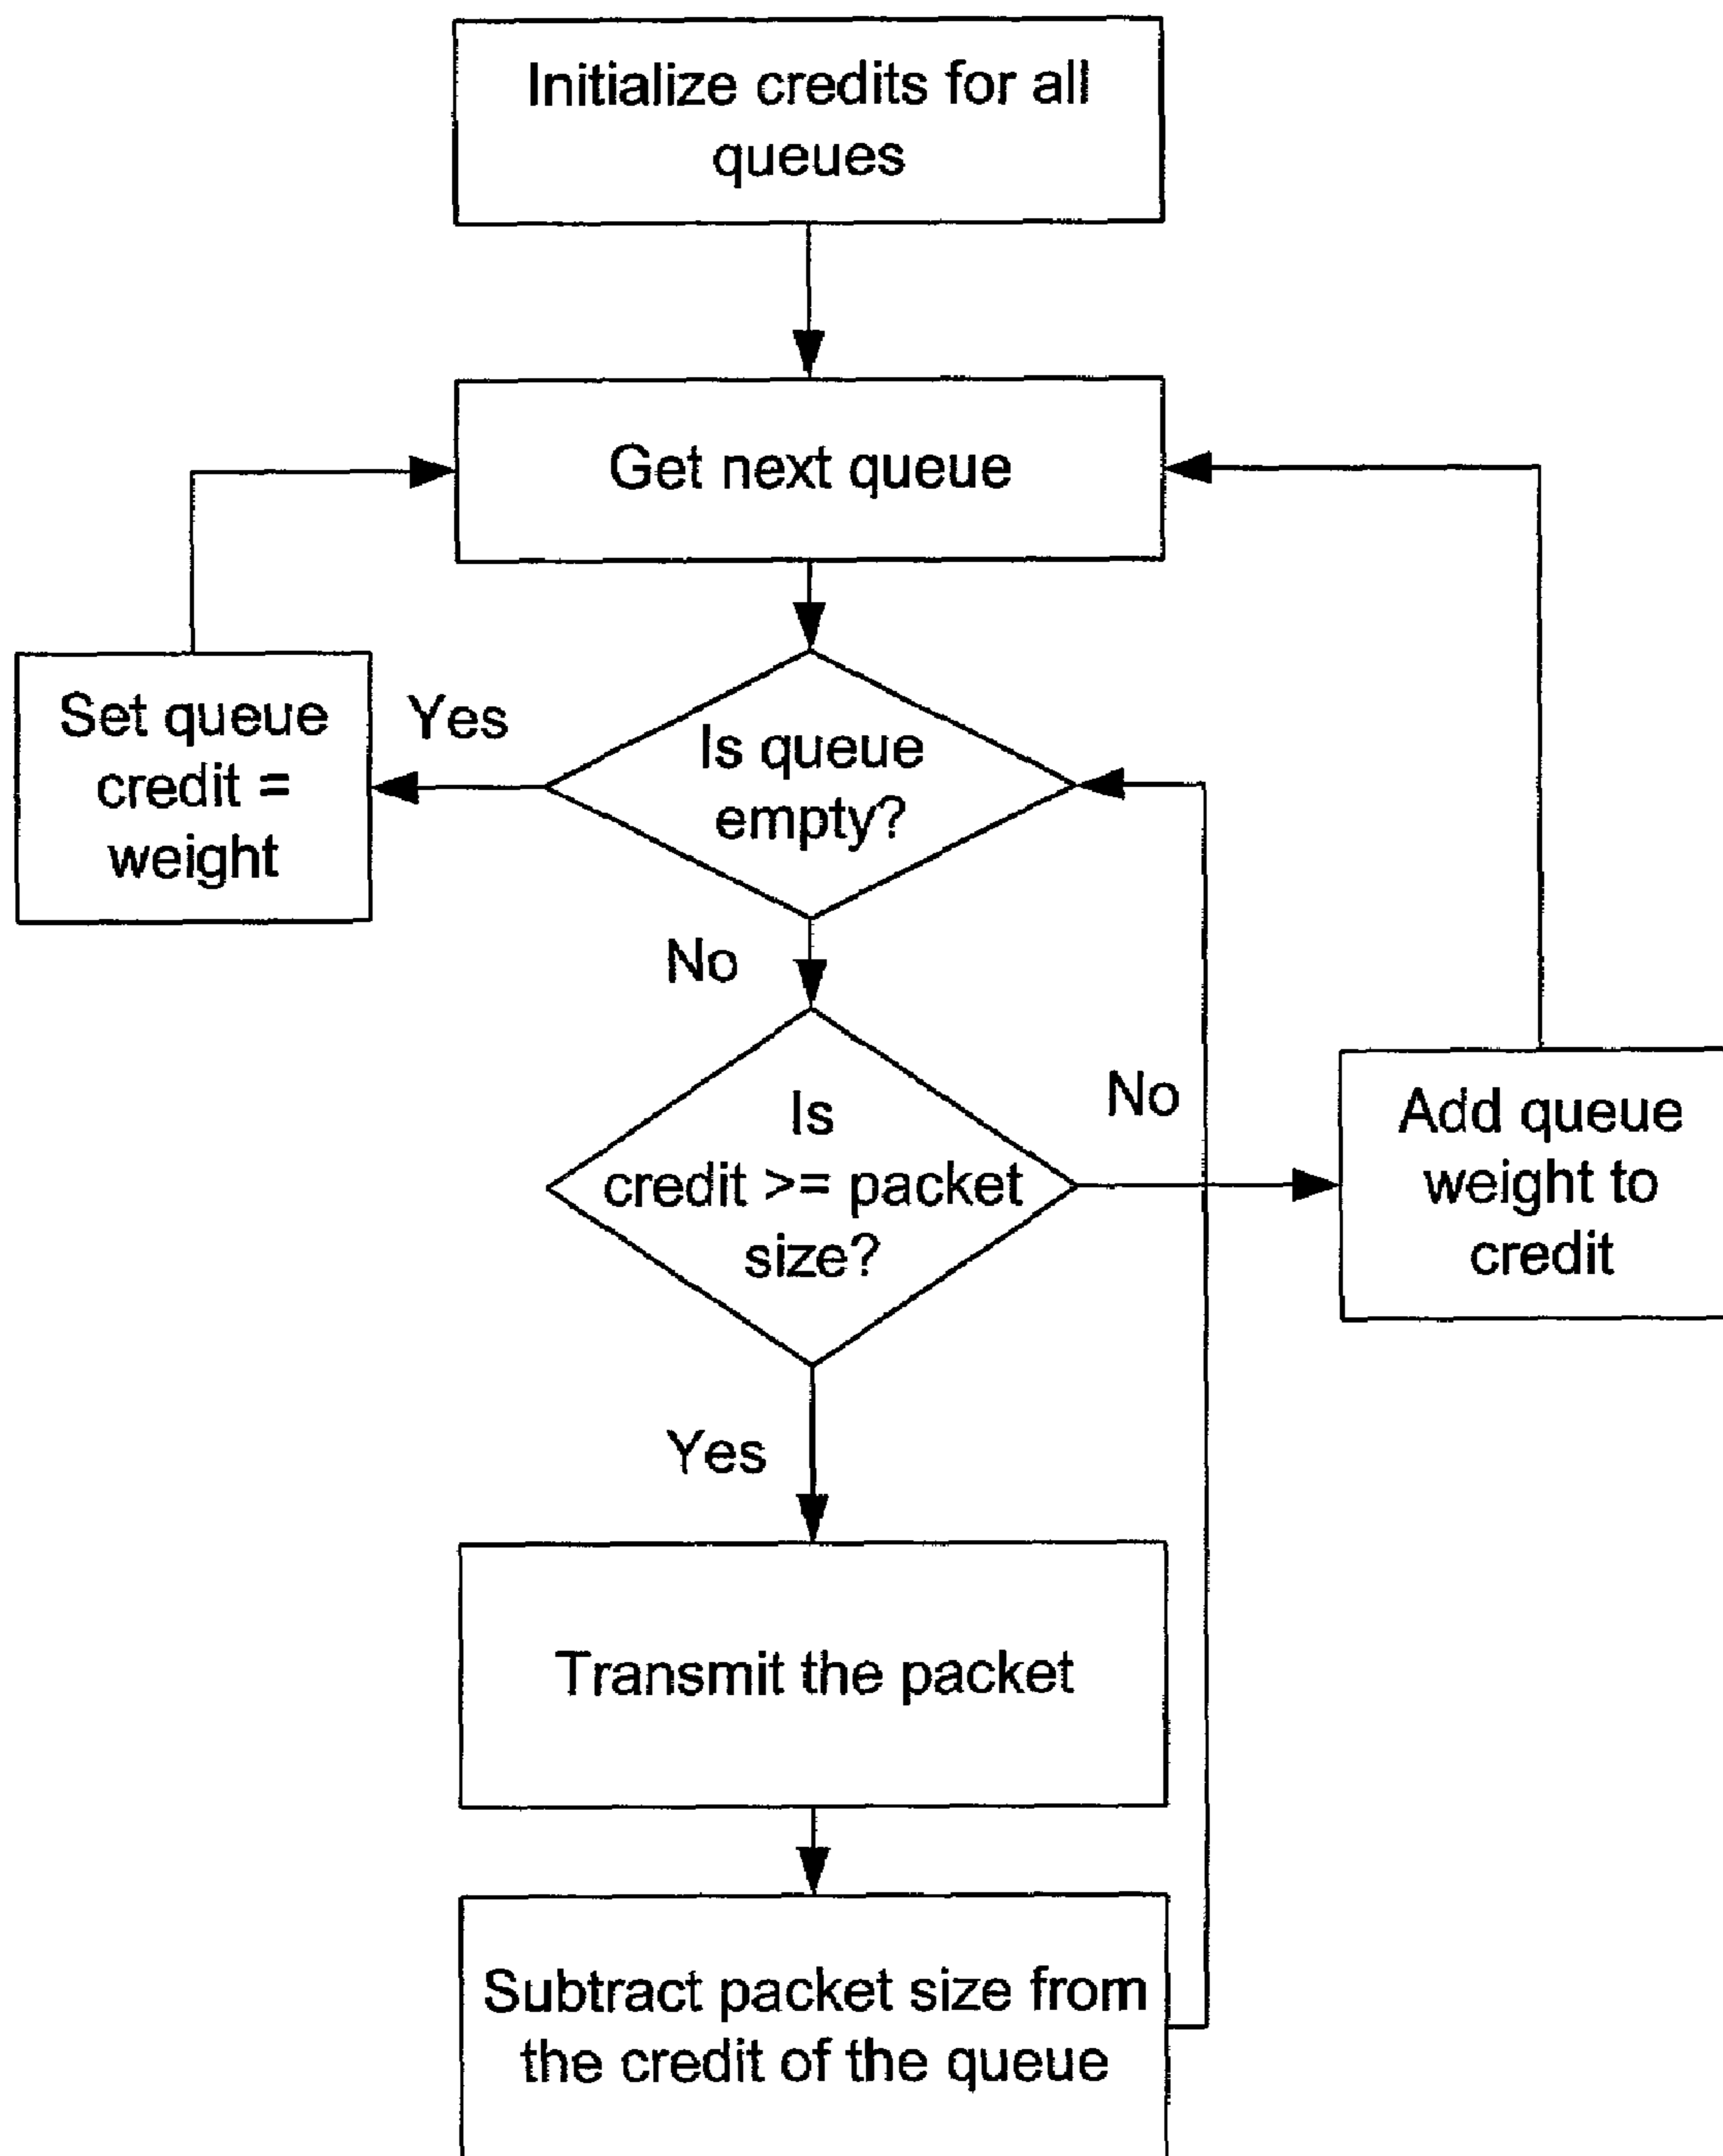 Initialize credits for all
queues
Get next queue
Set queue
credit =
weight
Yes
Is queue
empty?
No
Is
credit >= packet
size?
No
Add queue
weight to
credit
Yes
Transmit the packet
Subtract packet size from
the credit of the queue